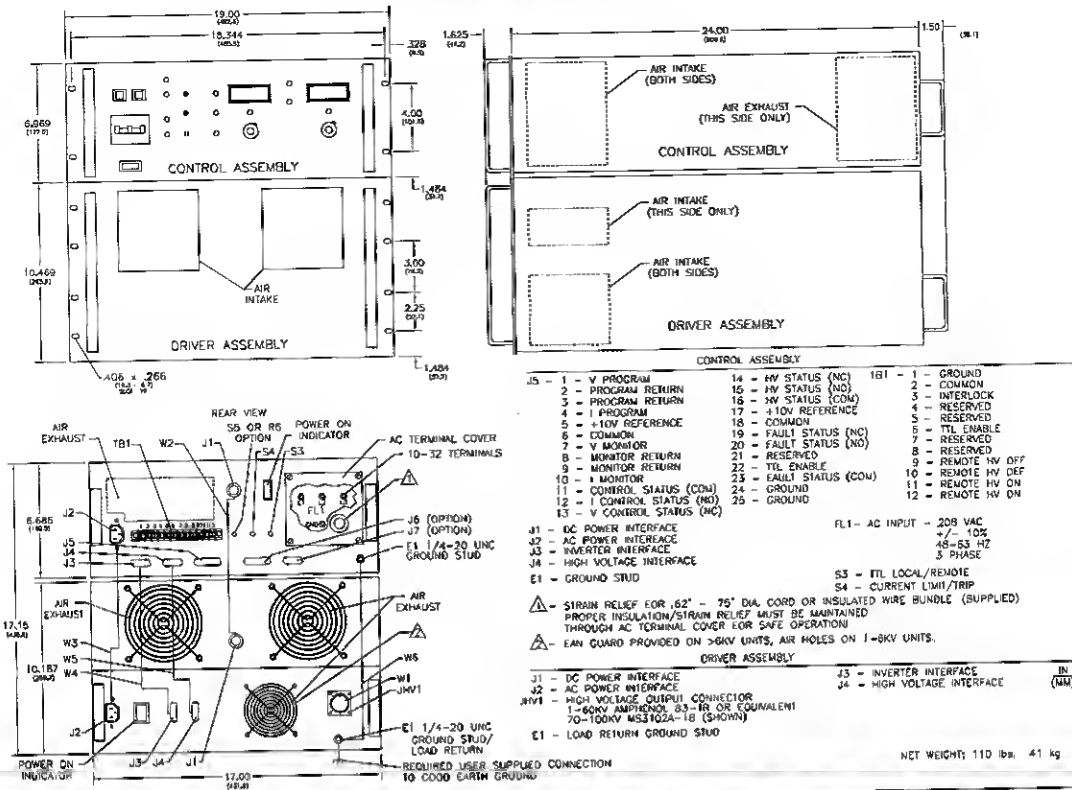 19.00
18.344
.328
6.969
4.00
CONTROL ASSEMBLY
1.484
10.469
3.00
AIR
INTAKE
2.25
DRIVER ASSEMBLY
1.484
.406 x .266
1.625
24.00
1.50
AIR INTAKE
(BOTH SIDES)
AIR EXHAUST
(THIS SIDE ONLY)
CONTROL ASSEMBLY
AIR INTAKE
(THIS SIDE ONLY)
AIR INTAKE
(BOTH SIDES)
DRIVER ASSEMBLY
REAR VIEW
AIR
EXHAUST
TB1
W2
J1
S5 OR R6
OPTION
S4
S3
POWER ON
INDICATOR
AC TERMINAL COVER
10-32 TERMINALS
FL1
J2
J5
J4
J3
J6 (OPTION)
J7 (OPTION)
E1 1/4-20 UNC
GROUND STUD
17.15
AIR
EXHAUST
AIR
EXHAUST
W3
W5
W4
W6
W1
JHV1
J2
J3
J4
J1
E1 1/4-20 UNC
GROUND STUD/
LOAD RETURN
POWER ON
INDICATOR
REQUIRED USER SUPPLIED CONNECTION
TO GOOD EARTH GROUND
17.00
CONTROL ASSEMBLY
J5 - 1 - V PROGRAM
2 - PROGRAM RETURN
3 - PROGRAM RETURN
4 - I PROGRAM
5 - +10V REFERENCE
6 - COMMON
7 - V MONITOR
8 - MONITOR RETURN
9 - MONITOR RETURN
10 - I MONITOR
11 - CONTROL STATUS (COM)
12 - I CONTROL STATUS (NO)
13 - V CONTROL STATUS (NC)
14 - HV STATUS (NC)
15 - HV STATUS (NO)
16 - HV STATUS (COM)
17 - +10V REFERENCE
18 - COMMON
19 - FAULT STATUS (NC)
20 - FAULT STATUS (NO)
21 - RESERVED
22 - TTL ENABLE
23 - FAULT STATUS (COM)
24 - GROUND
25 - GROUND
TB1 - 1 - GROUND
2 - COMMON
3 - INTERLOCK
4 - RESERVED
5 - RESERVED
6 - TTL ENABLE
7 - RESERVED
8 - RESERVED
9 - REMOTE HV OFF
10 - REMOTE HV OFF
11 - REMOTE HV ON
12 - REMOTE HV ON
J1 - DC POWER INTERFACE
J2 - AC POWER INTERFACE
J3 - INVERTER INTERFACE
J4 - HIGH VOLTAGE INTERFACE
E1 - GROUND STUD
FL1 - AC INPUT - 208 VAC
+/- 10%
48-63 HZ
3 PHASE
S3 - TTL LOCAL/REMOTE
S4 - CURRENT LIMIT/TRIP
1 - STRAIN RELIEF FOR .62" - .75" DIA. CORD OR INSULATED WIRE BUNDLE (SUPPLIED)
PROPER INSULATION/STRAIN RELIEF MUST BE MAINTAINED
THROUGH AC TERMINAL COVER FOR SAFE OPERATION
2 - FAN GUARD PROVIDED ON >6KV UNITS, AIR HOLES ON 1-6KV UNITS.
DRIVER ASSEMBLY
J1 - DC POWER INTERFACE
J2 - AC POWER INTERFACE
JHV1 - HIGH VOLTAGE OUTPUT CONNECTOR
1-60KV AMPHENOL 83-1R OR EQUIVALENT
70-100KV MS3102A-18 (SHOWN)
E1 - LOAD RETURN GROUND STUD
J3 - INVERTER INTERFACE
J4 - HIGH VOLTAGE INTERFACE
IN
(MM)
NET WEIGHT: 110 lbs. 41 kg